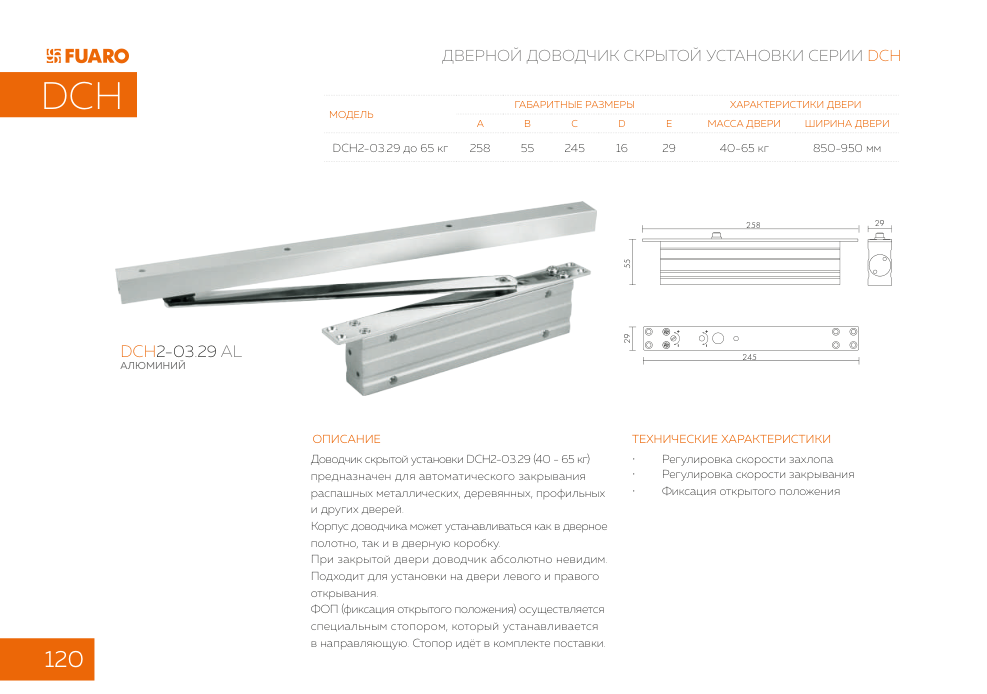 FUARO
ДВЕРНОЙ ДОВОДЧИК СКРЫТОЙ УСТАНОВКИ СЕРИИ DCH
DCH
МОДЕЛЬ
ГАБАРИТНЫЕ РАЗМЕРЫ
ХАРАКТЕРИСТИКИ ДВЕРИ
A B C D E МАССА ДВЕРИ ШИРИНА ДВЕРИ
DCH2-03.29 до 65 кг 258 55 245 16 29 40-65 кг 850-950 мм
258
29
55
29
245
DCH2-03.29 AL
АЛЮМИНИЙ
ОПИСАНИЕ
Доводчик скрытой установки DCH2-03.29 (40 - 65 кг)
предназначен для автоматического закрывания
распашных металлических, деревянных, профильных
и других дверей.
Корпус доводчика может устанавливаться как в дверное
полотно, так и в дверную коробку.
При закрытой двери доводчик абсолютно невидим.
Подходит для установки на двери левого и правого
открывания.
ФОП (фиксация открытого положения) осуществляется
специальным стопором, который устанавливается
в направляющую. Стопор идёт в комплекте поставки.
ТЕХНИЧЕСКИЕ ХАРАКТЕРИСТИКИ
· Регулировка скорости захлопа
· Регулировка скорости закрывания
· Фиксация открытого положения
120